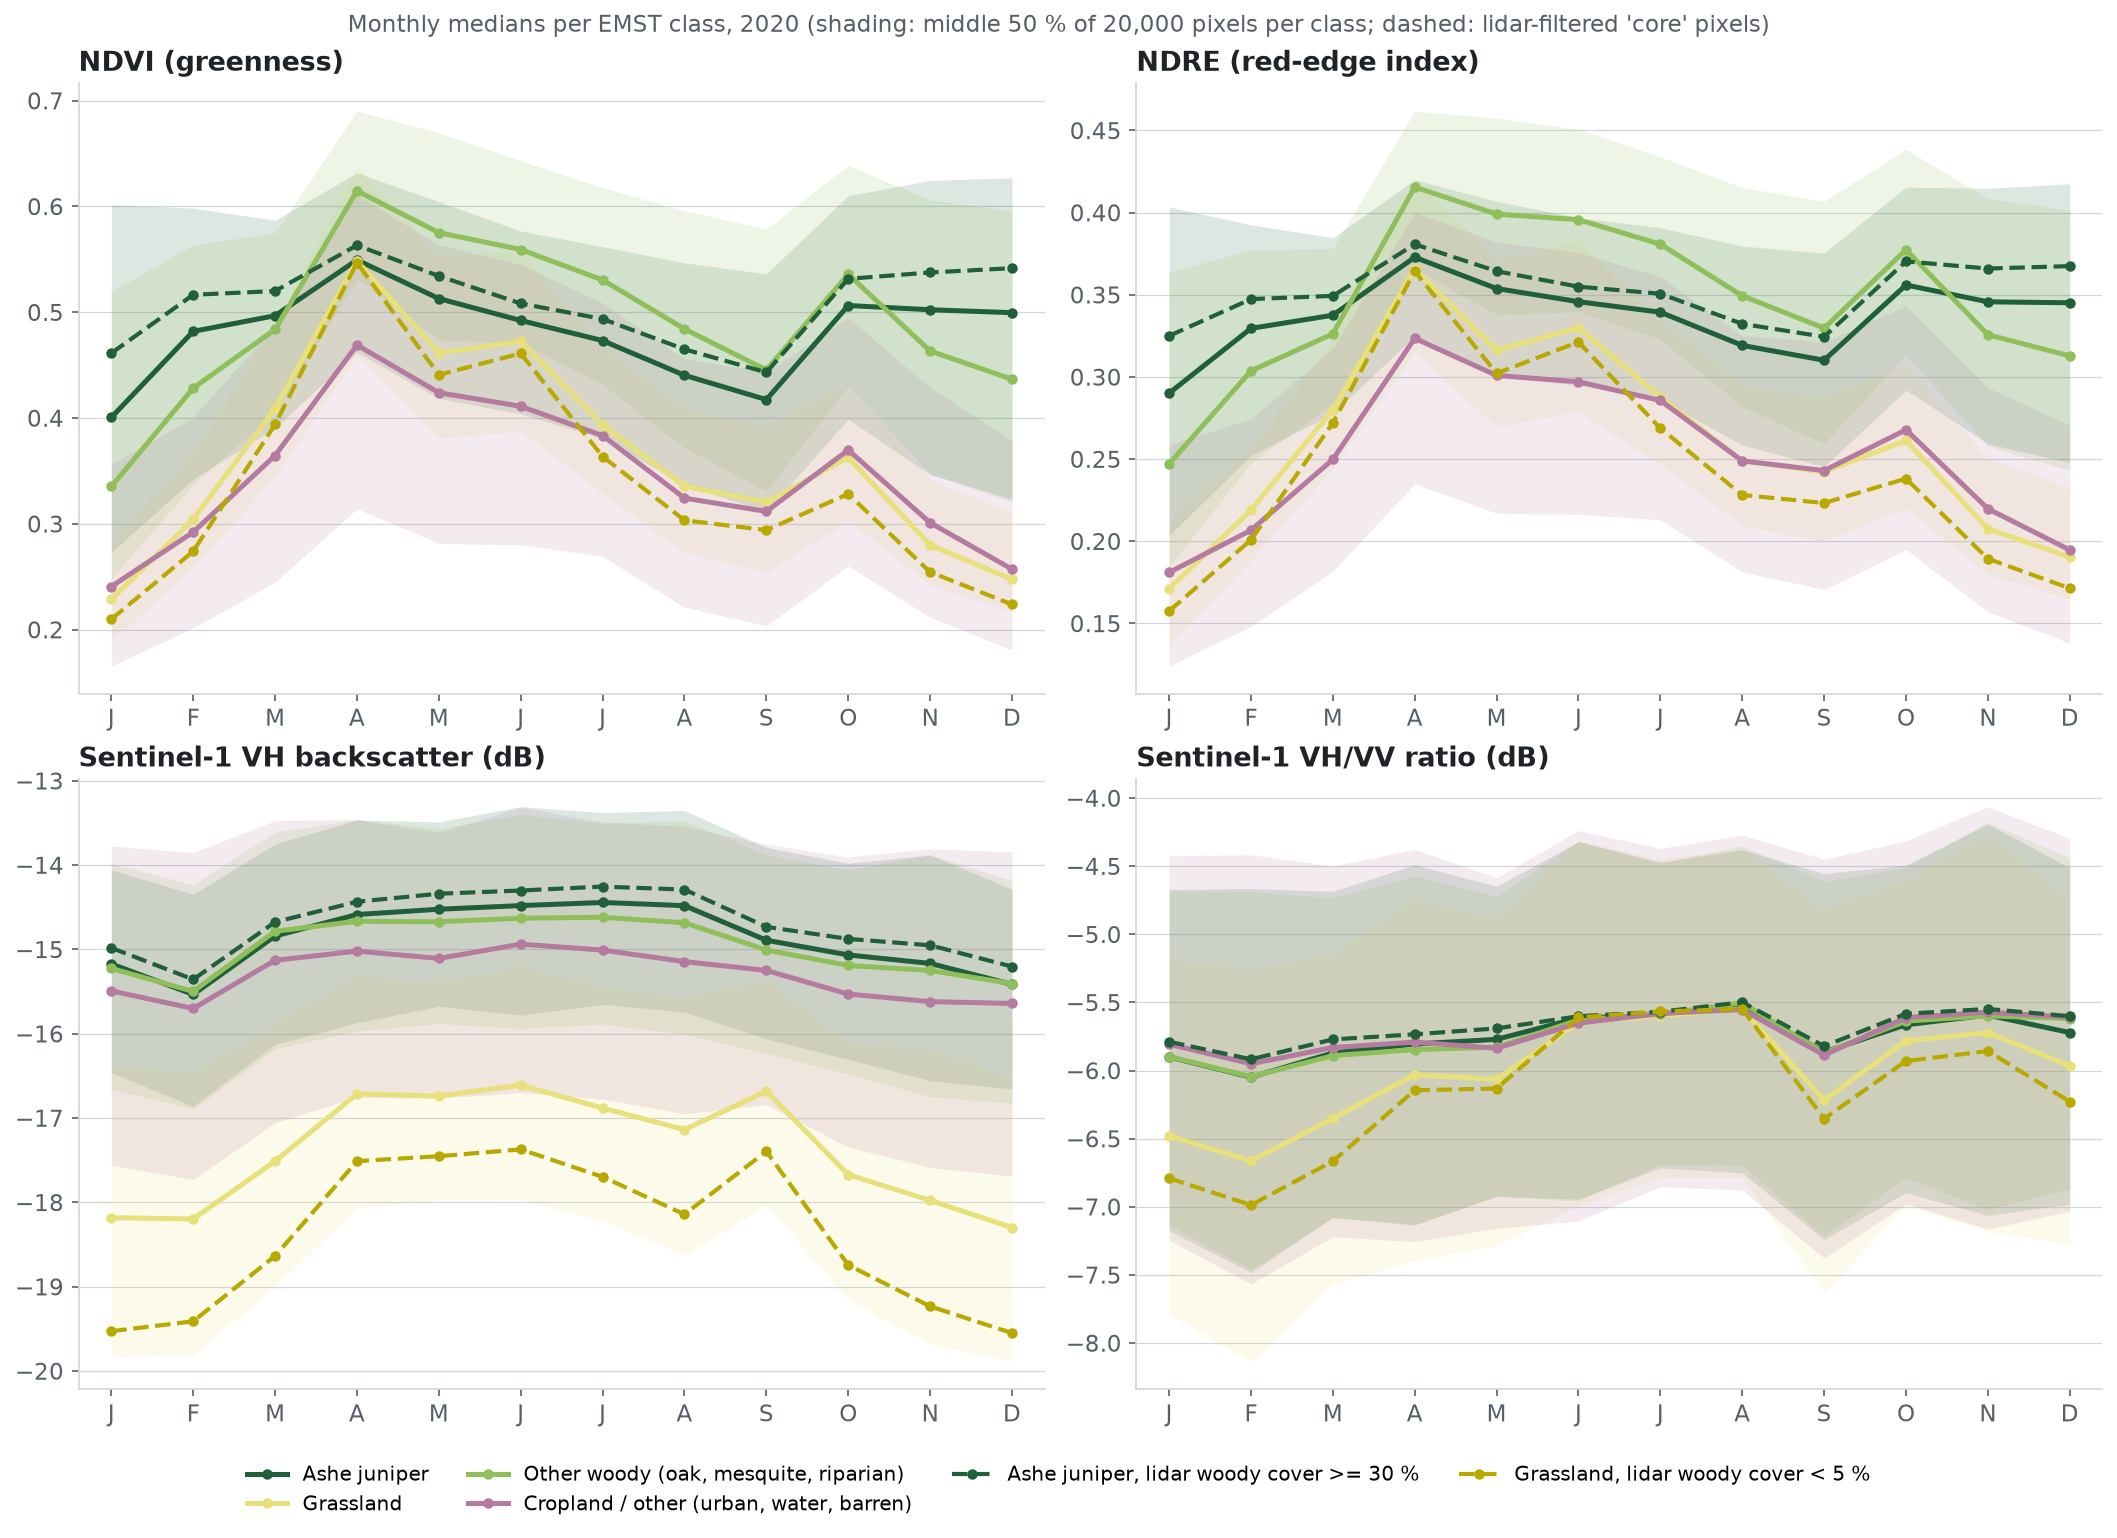 Monthly medians per EMST class, 2020 (shading: middle 50 % of 20,000 pixels per class; dashed: lidar-filtered 'core' pixels)
NDVI (greenness)
0.7
0.6
0.5
0.4
0.3
0.2
J F M A M J J A S O N D
NDRE (red-edge index)
0.45
0.40
0.35
0.30
0.25
0.20
0.15
J F M A M J J A S O N D
Sentinel-1 VH backscatter (dB)
−13
−14
−15
−16
−17
−18
−19
−20
J F M A M J J A S O N D
Sentinel-1 VH/VV ratio (dB)
−4.0
−4.5
−5.0
−5.5
−6.0
−6.5
−7.0
−7.5
−8.0
J F M A M J J A S O N D
Ashe juniper
Grassland
Other woody (oak, mesquite, riparian)
Cropland / other (urban, water, barren)
Ashe juniper, lidar woody cover >= 30 %
Grassland, lidar woody cover < 5 %